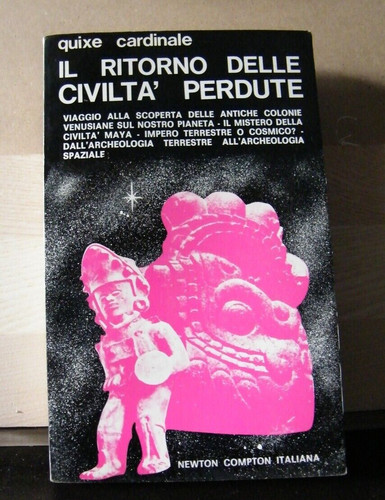 quixe cardinale
IL RITORNO DELLE
CIVILTA' PERDUTE
VIAGGIO ALLA SCOPERTA DELLE ANTICHE COLONIE
VENUSIANE SUL NOSTRO PIANETA - IL MISTERO DELLA
CIVILTA' MAYA - IMPERO TERRESTRE O COSMICO? -
DALL'ARCHEOLOGIA TERRESTRE ALL'ARCHEOLOGIA
SPAZIALE
NEWTON COMPTON ITALIANA